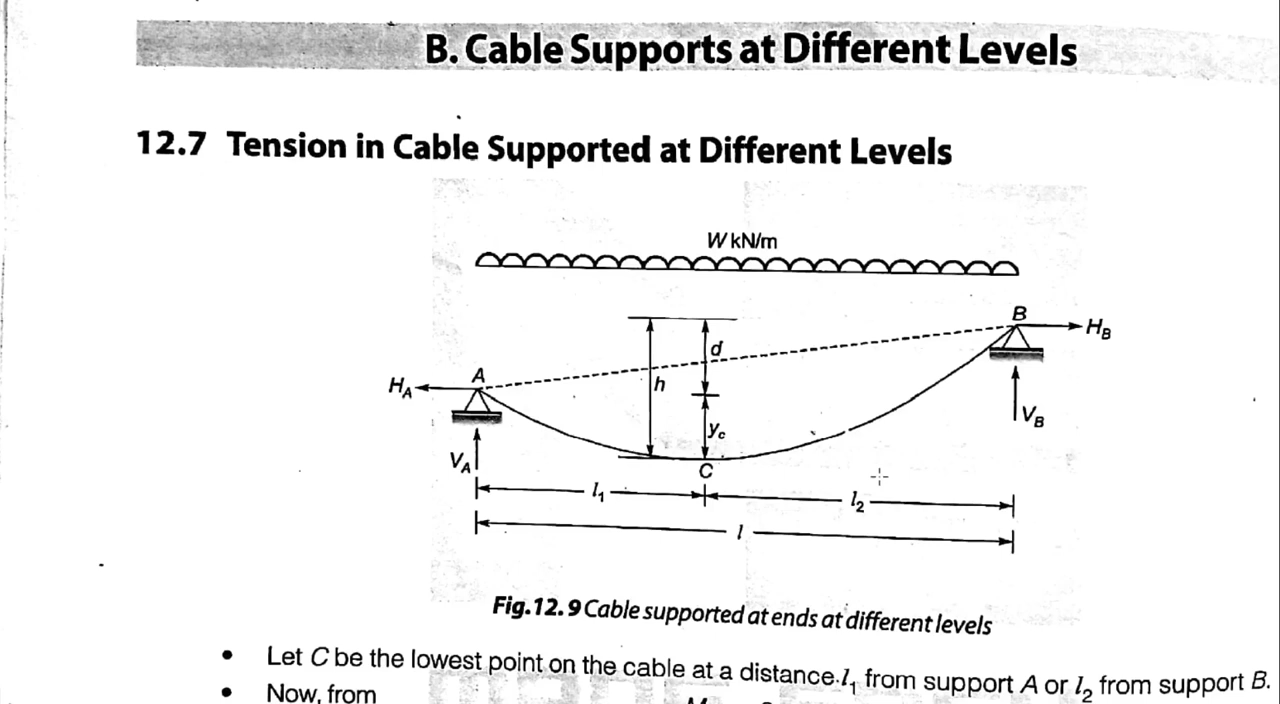 B. Cable Supports at Different Levels
12.7 Tension in Cable Supported at Different Levels
W kN/m
B
H_B
d
A
H_A
h
V_B
y_c
V_A
C
l_1
l_2
l
Fig.12.9 Cable supported at ends at different levels
• Let C be the lowest point on the cable at a distance l_1 from support A or l_2 from support B.
• Now, from